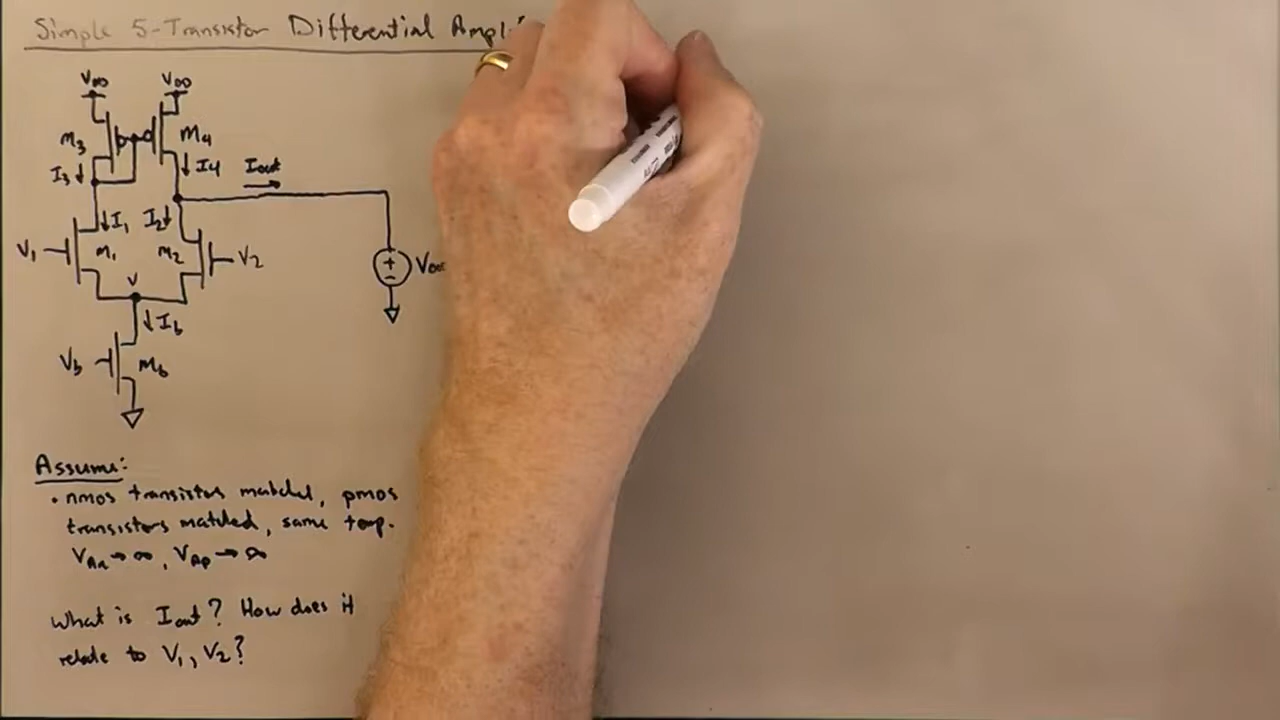 Simple 5-Transistor Differential Ampl
VDD VDD
M3 M4
I3 I4 Iout
I1 I2
V1 M1 M2 V2
V
+
-
Vout
Ib
Vb Mb
Assume:
• nmos transistors matched, pmos
transistors matched, same temp.
VAn→∞, VAp→∞
What is Iout? How does it
relate to V1, V2?